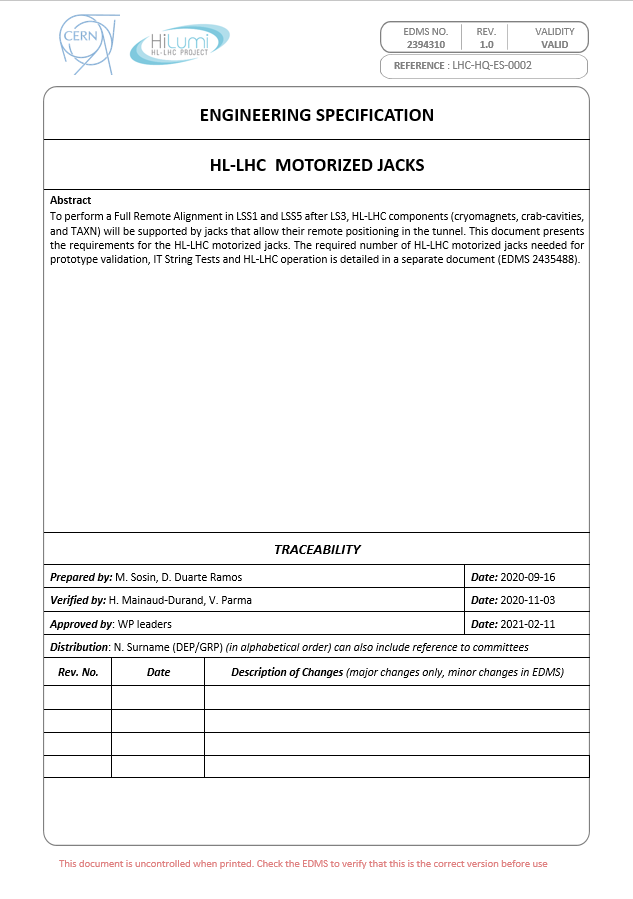 CERN
HiLumi
HL-LHC PROJECT
EDMS NO. REV. VALIDITY
2394310 1.0 VALID
REFERENCE : LHC-HQ-ES-0002
ENGINEERING SPECIFICATION
HL-LHC MOTORIZED JACKS
Abstract
To perform a Full Remote Alignment in LSS1 and LSS5 after LS3, HL-LHC components (cryomagnets, crab-cavities,
and TAXN) will be supported by jacks that allow their remote positioning in the tunnel. This document presents
the requirements for the HL-LHC motorized jacks. The required number of HL-LHC motorized jacks needed for
prototype validation, IT String Tests and HL-LHC operation is detailed in a separate document (EDMS 2435488).
TRACEABILITY
Prepared by: M. Sosin, D. Duarte Ramos Date: 2020-09-16
Verified by: H. Mainaud-Durand, V. Parma Date: 2020-11-03
Approved by: WP leaders Date: 2021-02-11
Distribution: N. Surname (DEP/GRP) (in alphabetical order) can also include reference to committees
Rev. No. Date Description of Changes (major changes only, minor changes in EDMS)
This document is uncontrolled when printed. Check the EDMS to verify that this is the correct version before use